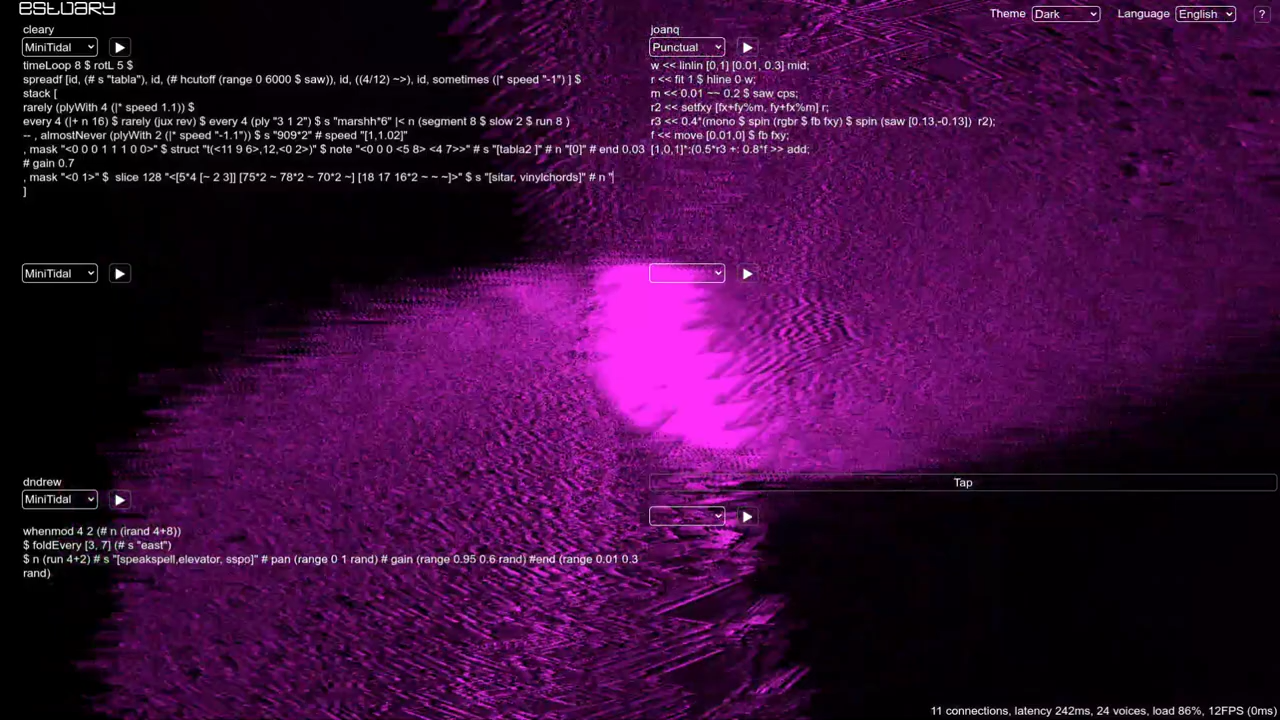 estuary
Theme Dark Language English ?
cleary
MiniTidal
timeLoop 8 $ rotL 5 $
spreadf [id, (# s "tabla"), id, (# hcutoff (range 0 6000 $ saw)), id, ((4/12) ~>), id, sometimes (|* speed "-1") ] $
stack [
rarely (plyWith 4 (|* speed 1.1)) $
every 4 (|+ n 16) $ rarely (jux rev) $ every 4 (ply "3 1 2") $ s "marshh*6" |< n (segment 8 $ slow 2 $ run 8 )
-- , almostNever (plyWith 2 (|* speed "-1.1")) $ s "909*2" # speed "[1,1.02]"
, mask "<0 0 0 1 1 1 0 0>" $ struct "t(<11 9 6>,12,<0 2>)" $ note "<0 0 0 <5 8> <4 7>>" # s "[tabla2 ]" # n "[0]" # end 0.03
# gain 0.7
, mask "<0 1>" $  slice 128 "<[5*4 [~ 2 3]] [75*2 ~ 78*2 ~ 70*2 ~] [18 17 16*2 ~ ~ ~]>" $ s "[sitar, vinylchords]" # n "
]
joanq
Punctual
w << linlin [0,1] [0.01, 0.3] mid;
r << fit 1 $ hline 0 w;
m << 0.01 ~~ 0.2 $ saw cps;
r2 << setfxy [fx+fy%m, fy+fx%m] r;
r3 << 0.4*(mono $ spin (rgbr $ fb fxy) $ spin (saw [0.13,-0.13])  r2);
f << move [0.01,0] $ fb fxy;
[1,0,1]*:(0.5*r3 +: 0.8*f >> add;
MiniTidal
dndrew
MiniTidal
whenmod 4 2 (# n (irand 4+8))
$ foldEvery [3, 7] (# s "east")
$ n (run 4+2) # s "[speakspell,elevator, sspo]" # pan (range 0 1 rand) # gain (range 0.95 0.6 rand) #end (range 0.01 0.3
rand)
Tap
11 connections, latency 242ms, 24 voices, load 86%, 12FPS (0ms)